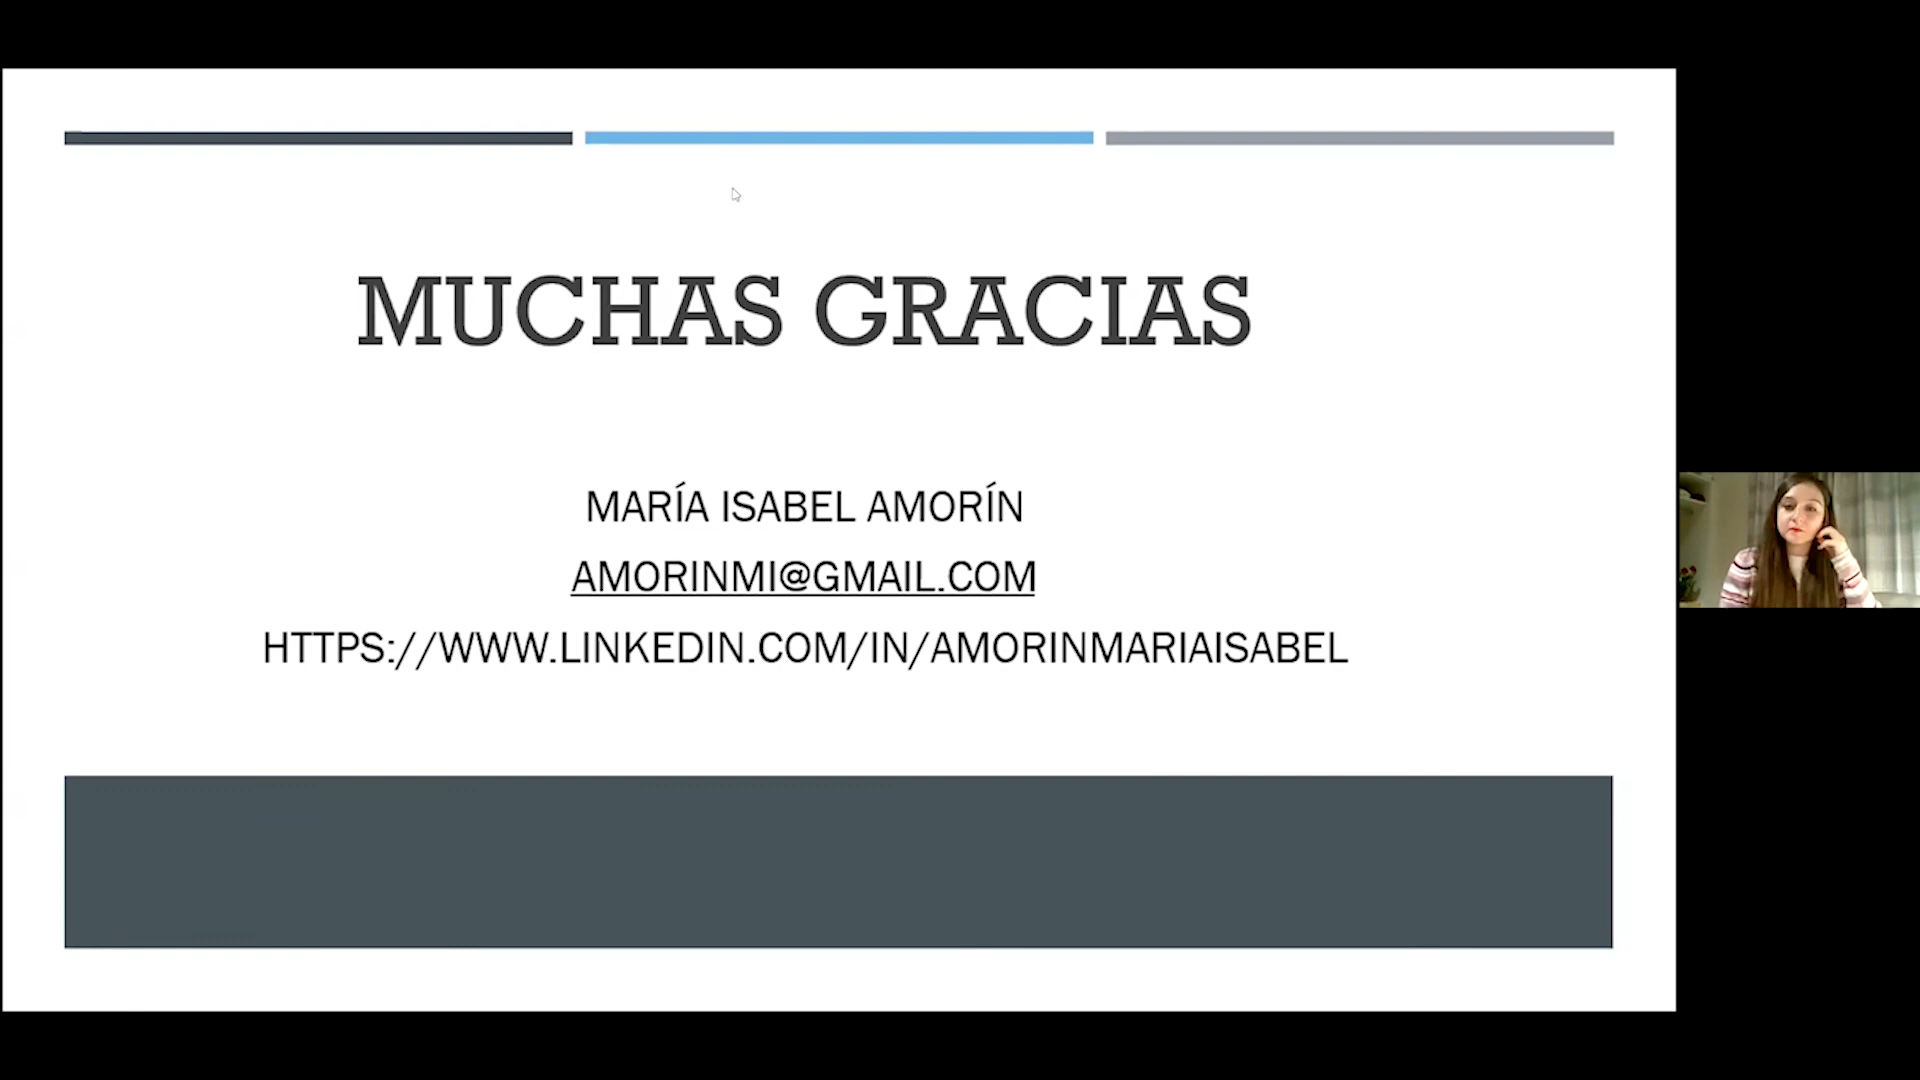 MUCHAS GRACIAS
MARÍA ISABEL AMORÍN
AMORINMI@GMAIL.COM
HTTPS://WWW.LINKEDIN.COM/IN/AMORINMARIAISABEL